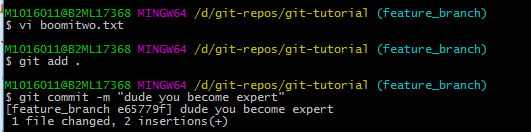 M1016011@B2ML17368 MINGW64 /d/git-repos/git-tutorial (feature_branch)
$ vi boomitwo.txt
M1016011@B2ML17368 MINGW64 /d/git-repos/git-tutorial (feature_branch)
$ git add .
M1016011@B2ML17368 MINGW64 /d/git-repos/git-tutorial (feature_branch)
$ git commit -m "dude you become expert"
[feature_branch e65779f] dude you become expert
1 file changed, 2 insertions(+)